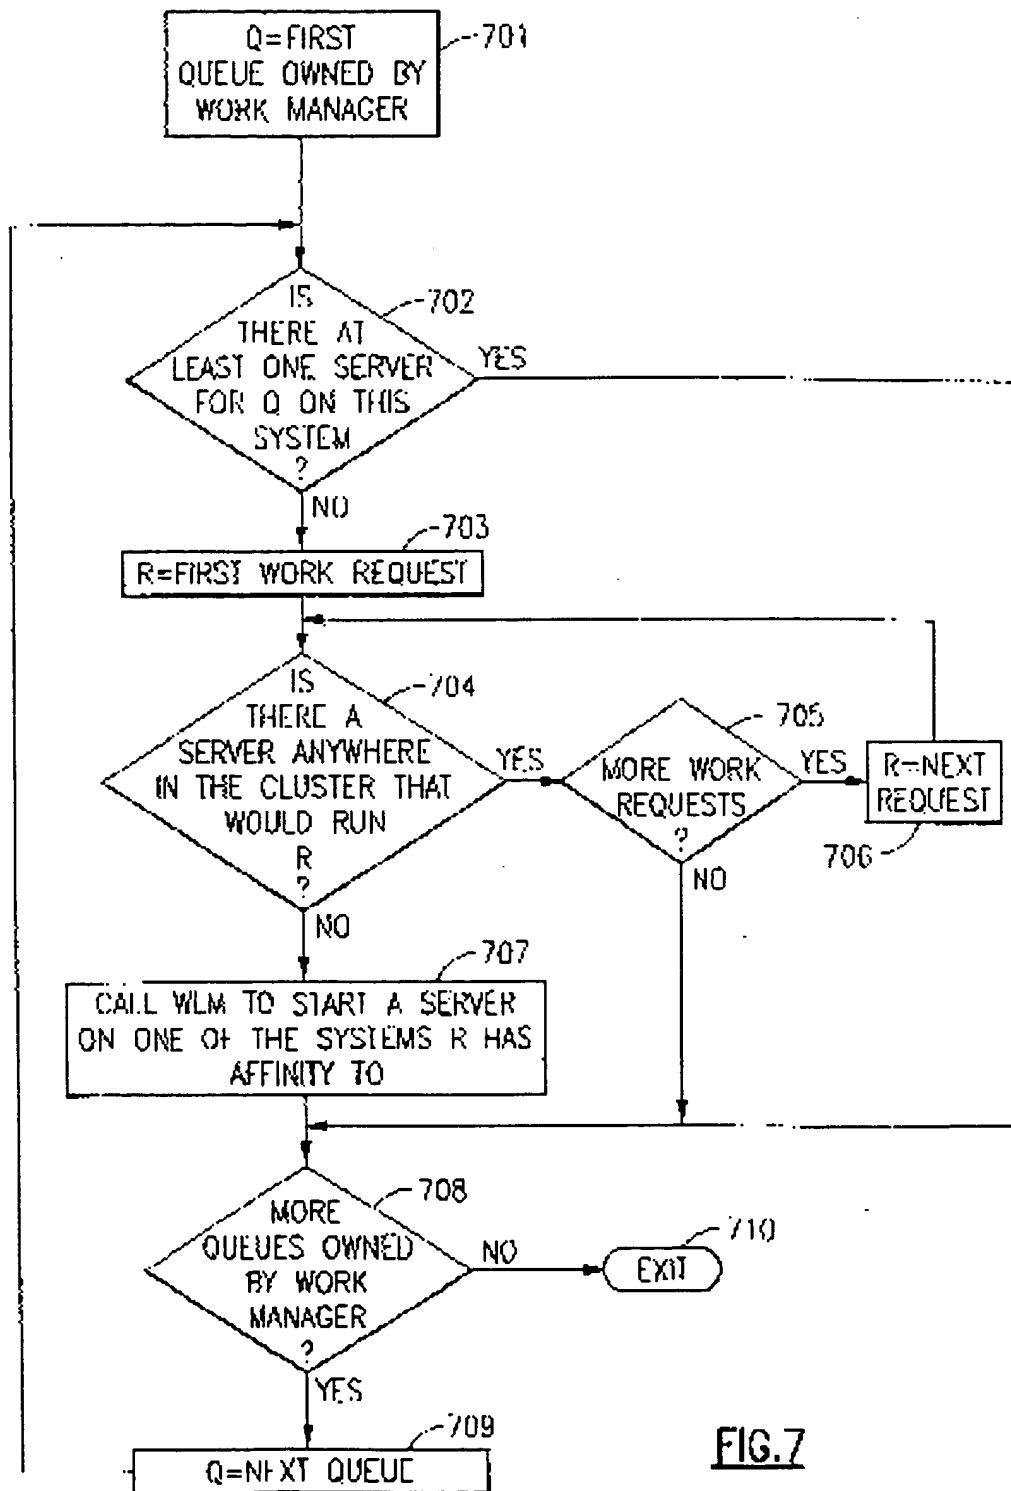 Q=FIRST
QUEUE OWNED BY
WORK MANAGER
701
IS
THERE AT
LEAST ONE SERVER
FOR Q ON THIS
SYSTEM
?
702
YES
NO
703
R=FIRST WORK REQUEST
IS
THERE A
SERVER ANYWHERE
IN THE CLUSTER THAT
WOULD RUN
R
?
704
YES
NO
MORE WORK
REQUESTS
?
705
YES
NO
R=NEXT
REQUEST
706
707
CALL WLM TO START A SERVER
ON ONE OF THE SYSTEMS R HAS
AFFINITY TO
MORE
QUEUES OWNED
BY WORK
MANAGER
?
708
NO
YES
710
EXIT
709
Q=NEXT QUEUE
FIG.7